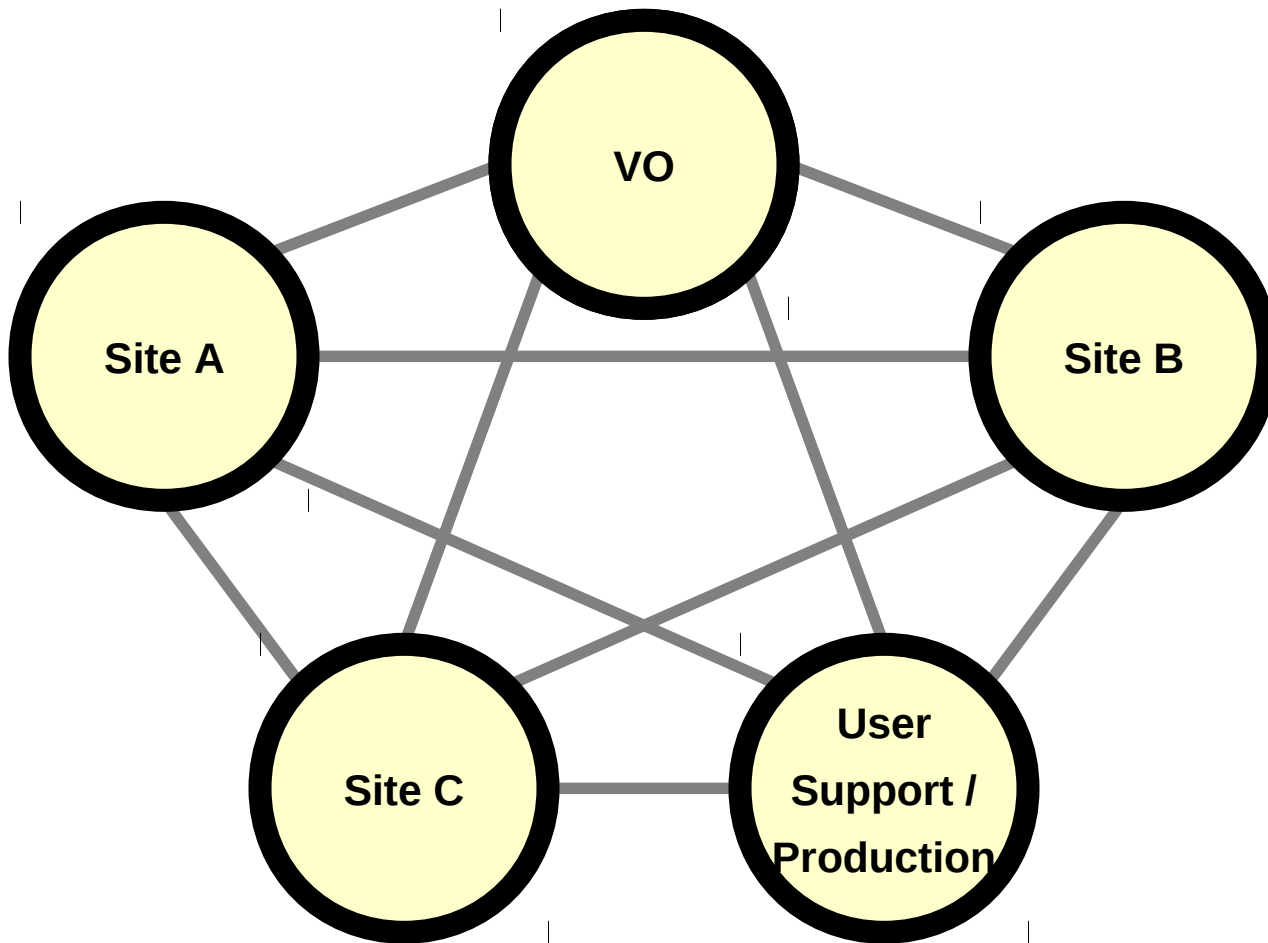 VO
Site A
Site B
User
Support /
Production
Site C